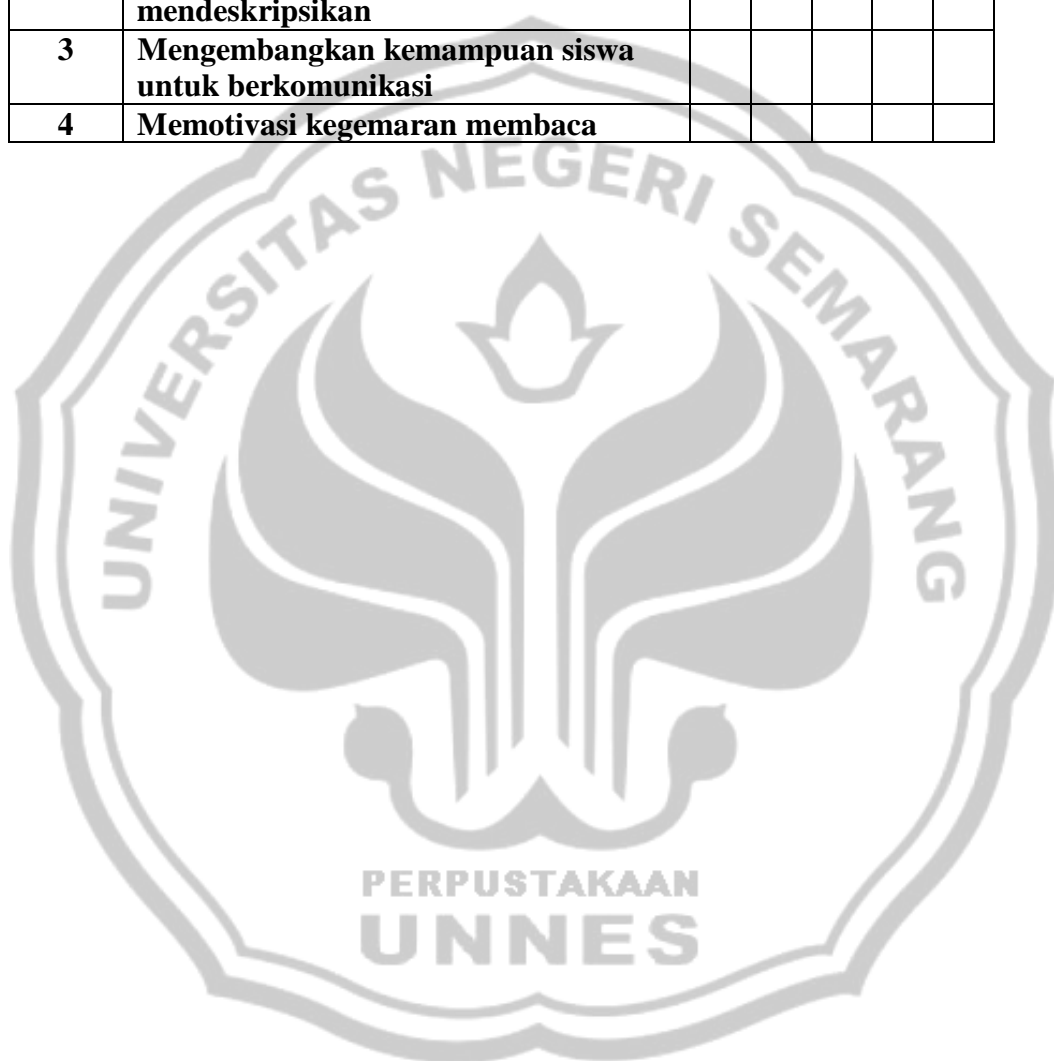 mendeskripsikan
3 Mengembangkan kemampuan siswa
untuk berkomunikasi
4 Memotivasi kegemaran membaca
UNIVERSITAS NEGERI SEMARANG
PERPUSTAKAAN
UNNES